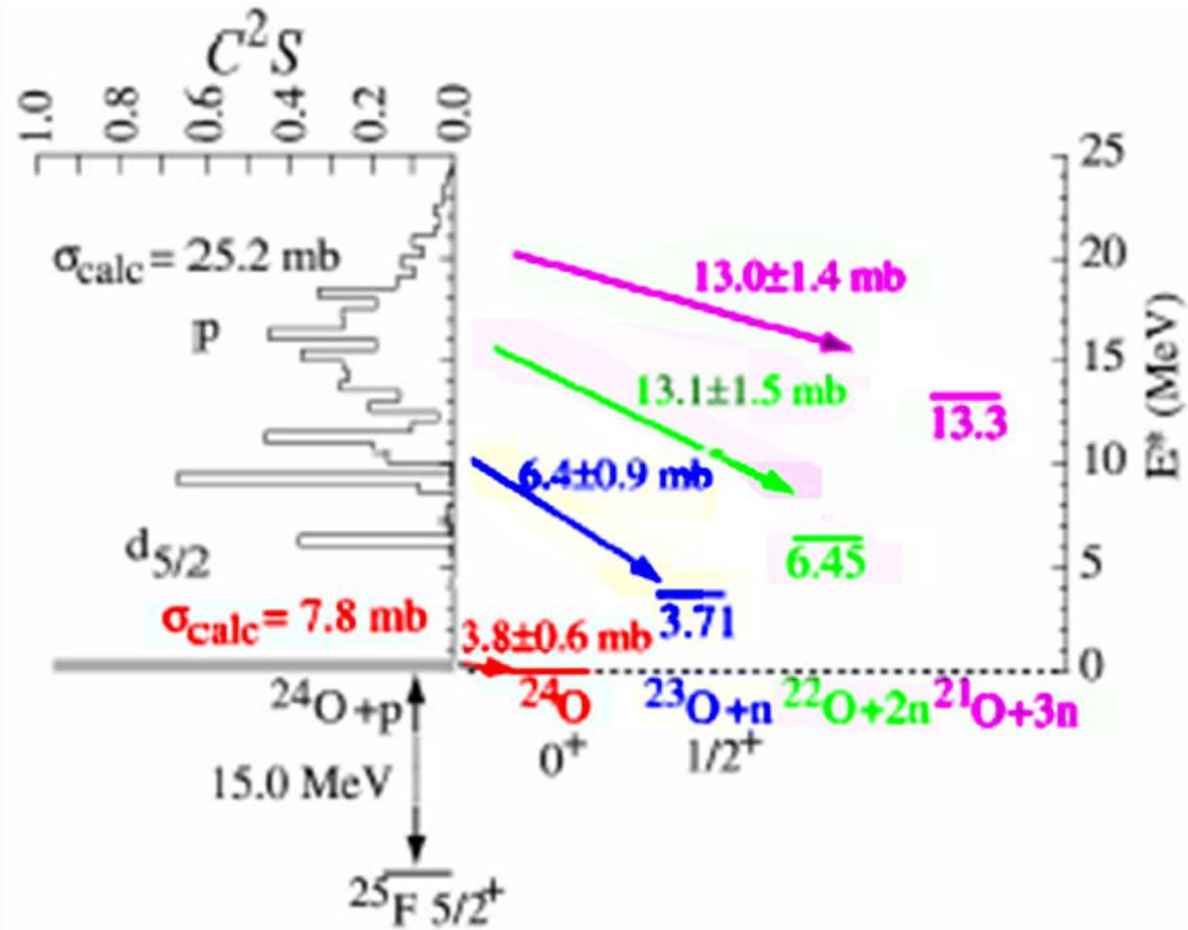 C²S
1.0 0.8 0.6 0.4 0.2 0.0
25
σcalc = 25.2 mb
20
13.0±1.4 mb
p
15
13.1±1.5 mb
13.3
E* (MeV)
10
6.4±0.9 mb
d5/2
6.45
5
σcalc = 7.8 mb
3.8±0.6 mb
3.71
0
²⁴O+p
²⁴O
²³O+n
²²O+2n
²¹O+3n
0⁺
1/2⁺
15.0 MeV
²⁵F 5/2⁺